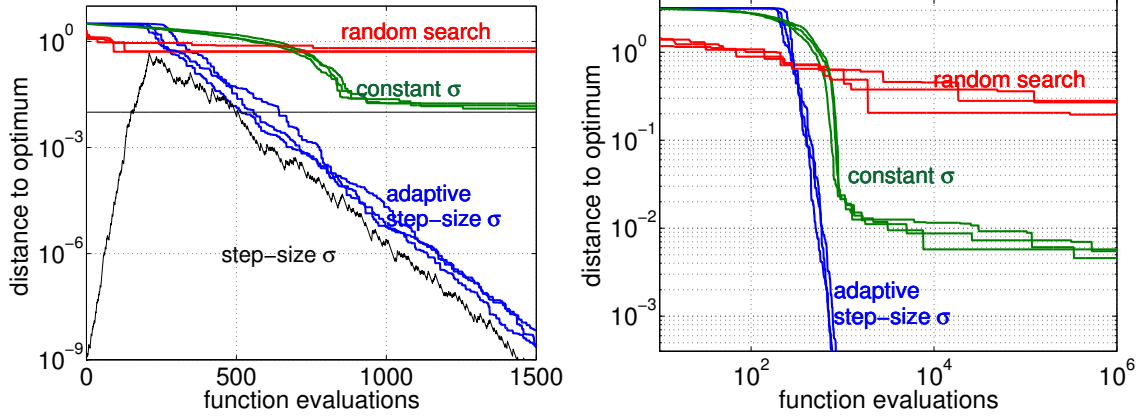 10^0
10^-3
10^-6
10^-9
distance to optimum
random search
constant σ
adaptive
step-size σ
step-size σ
0
500
1000
1500
function evaluations
10^0
10^-1
10^-2
10^-3
distance to optimum
random search
constant σ
adaptive
step-size σ
10^2
10^4
10^6
function evaluations